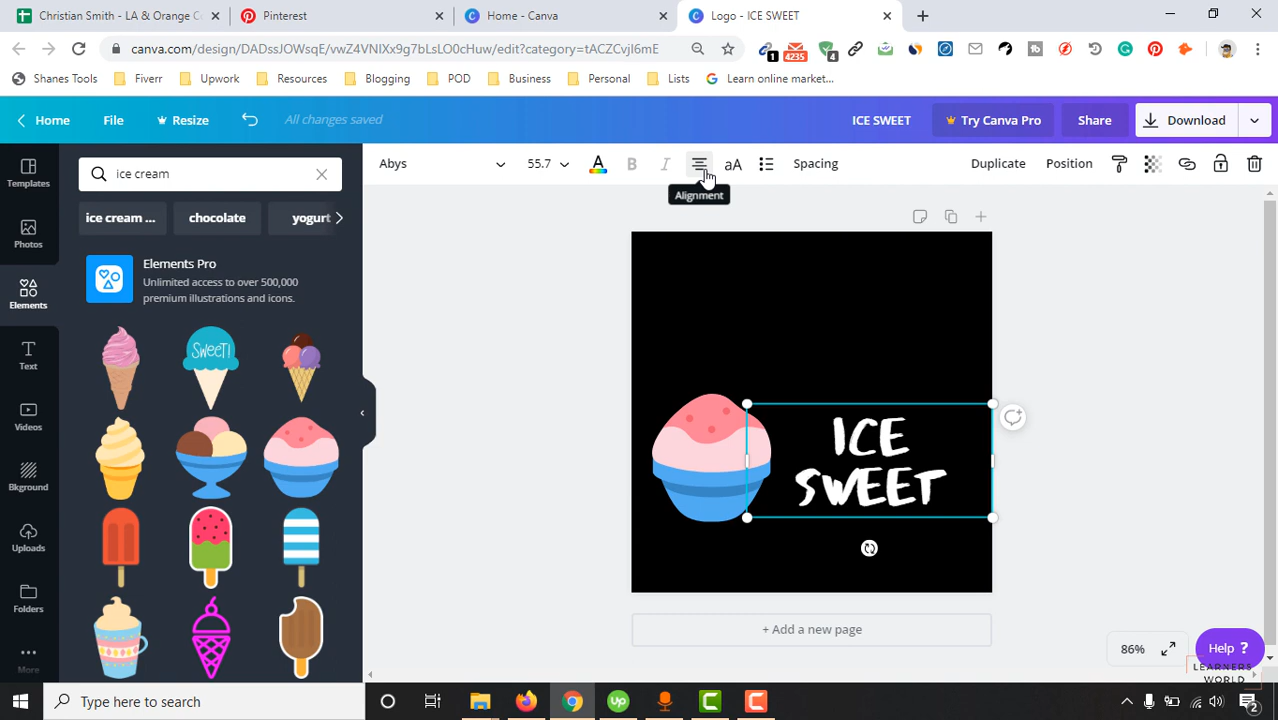 Christian Smith - LA & Orange Co
Pinterest
Home - Canva
Logo - ICE SWEET
canva.com/design/DADssJOWsqE/vwZ4VNIXx9g7bLsLO0cHuw/edit?category=tACZCvjI6mE
1
4235
4
Shanes Tools
Fiverr
Upwork
Resources
Blogging
POD
Business
Personal
Lists
Learn online market...
Home
File
Resize
All changes saved
ICE SWEET
Try Canva Pro
Share
Download
Templates
Photos
Elements
Text
Videos
Bkground
Uploads
Folders
More
ice cream
ice cream ...
chocolate
yogurt
Elements Pro
Unlimited access to over 500,000
premium illustrations and icons.
SWEET!
Abys
55.7
A
B
I
aA
Spacing
Duplicate
Position
Alignment
ICE
SWEET
+ Add a new page
86%
Help ?
LEARNERS
WORLD
Type here to search
2